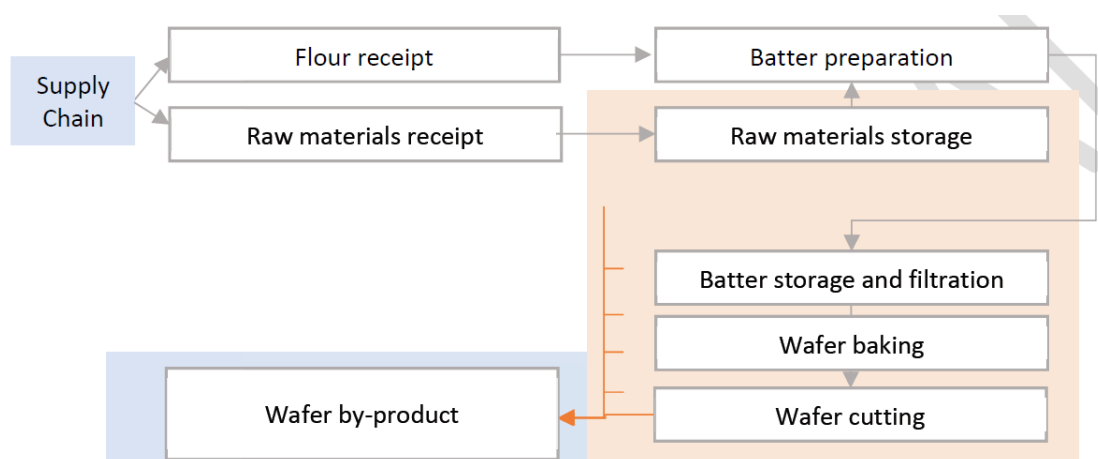 Flour receipt
Batter preparation
Supply
Chain
Raw materials receipt
Raw materials storage
Batter storage and filtration
Wafer baking
Wafer by-product
Wafer cutting